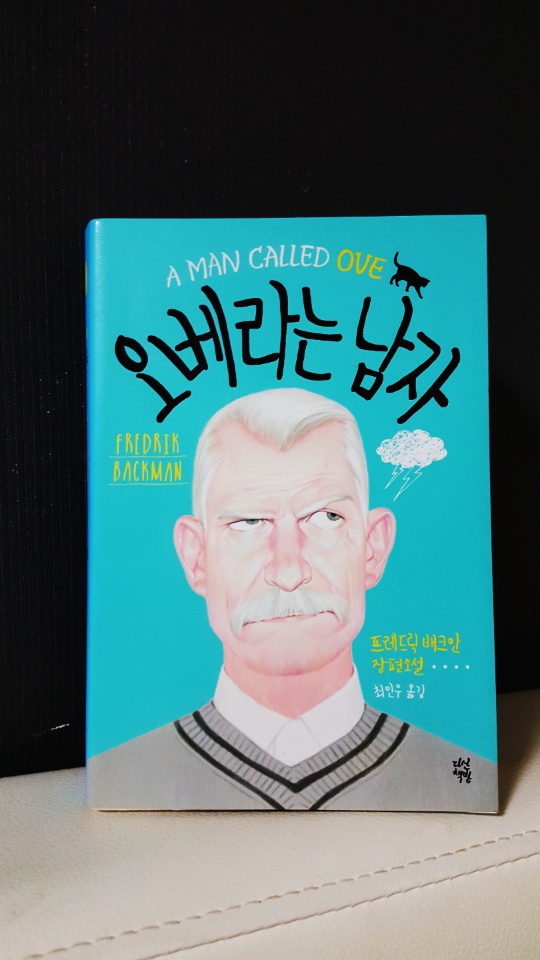 A MAN CALLED OVE
오베라는 남자
FREDRIK
BACKMAN
프레드릭 배크만
장편소설 ····
최민우 옮김
다산
책방